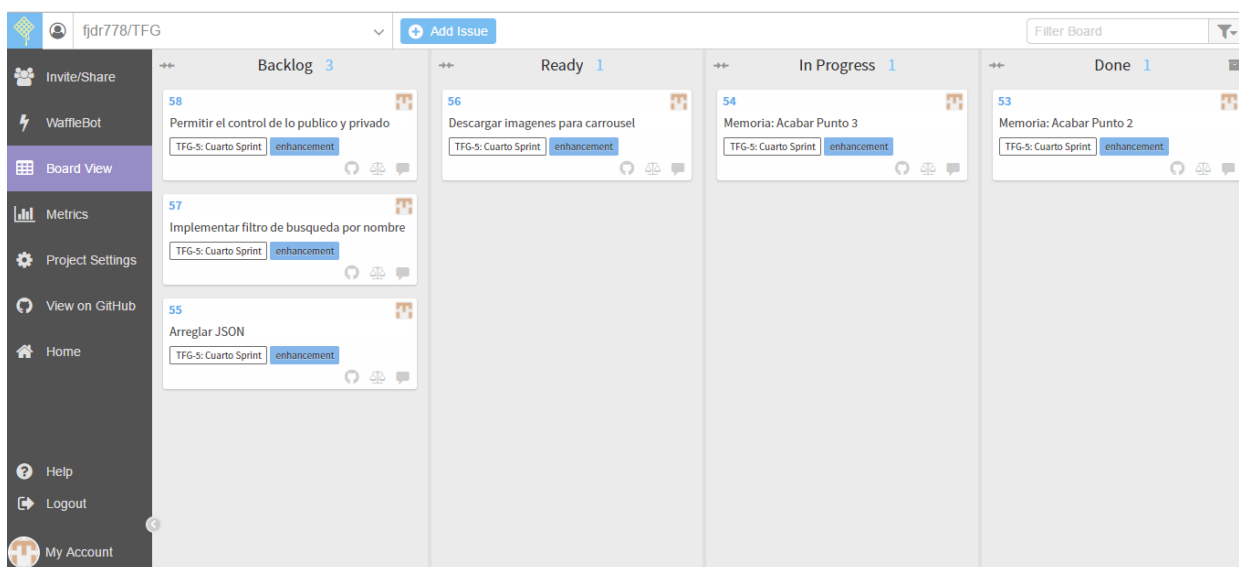 fjdr778/TFG
Add Issue
Filter Board
Invite/Share
WaffleBot
Board View
Metrics
Project Settings
View on GitHub
Home
Help
Logout
My Account
Backlog 3
58
Permitir el control de lo publico y privado
TFG-5: Cuarto Sprint enhancement
57
Implementar filtro de busqueda por nombre
TFG-5: Cuarto Sprint enhancement
55
Arreglar JSON
TFG-5: Cuarto Sprint enhancement
Ready 1
56
Descargar imagenes para carrousel
TFG-5: Cuarto Sprint enhancement
In Progress 1
54
Memoria: Acabar Punto 3
TFG-5: Cuarto Sprint enhancement
Done 1
53
Memoria: Acabar Punto 2
TFG-5: Cuarto Sprint enhancement